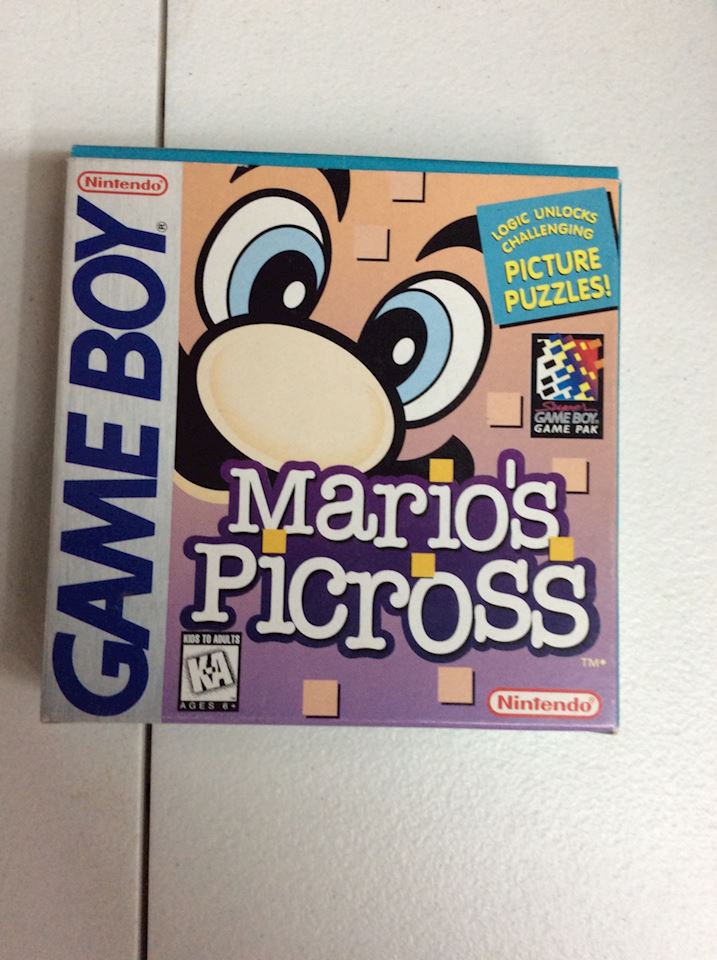 Nintendo®
GAME BOY®
LOGIC UNLOCKS
CHALLENGING
PICTURE
PUZZLES!
Super
GAME BOY
GAME PAK
Mario's
Picross
TM
KIDS TO ADULTS
K-A
AGES 6+
Nintendo®